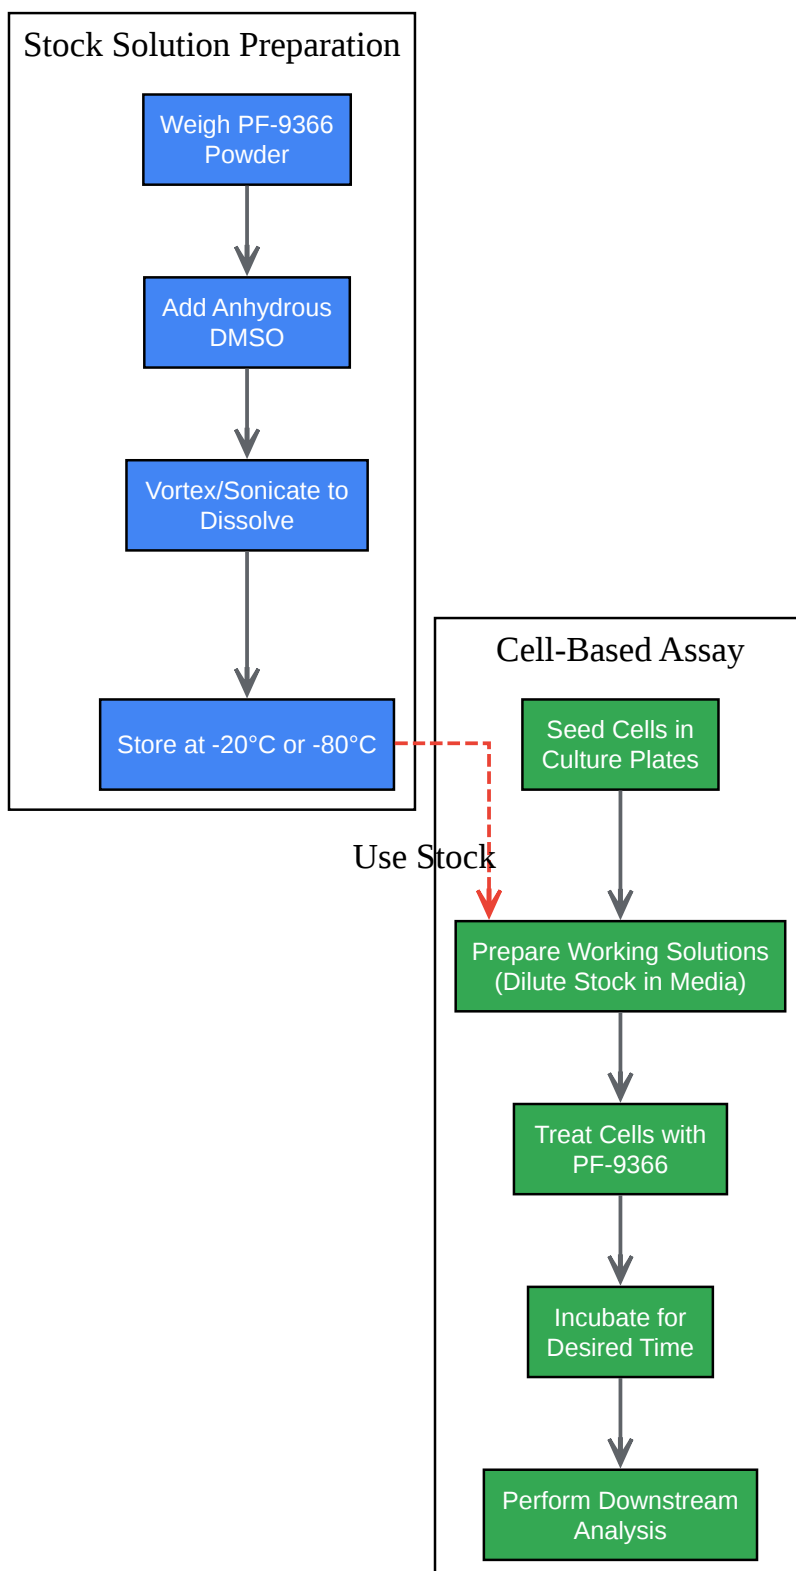 Stock Solution Preparation
Weigh PF-9366
Powder
Add Anhydrous
DMSO
Vortex/Sonicate to
Dissolve
Store at -20°C or -80°C
Use Stock
Cell-Based Assay
Seed Cells in
Culture Plates
Prepare Working Solutions
(Dilute Stock in Media)
Treat Cells with
PF-9366
Incubate for
Desired Time
Perform Downstream
Analysis